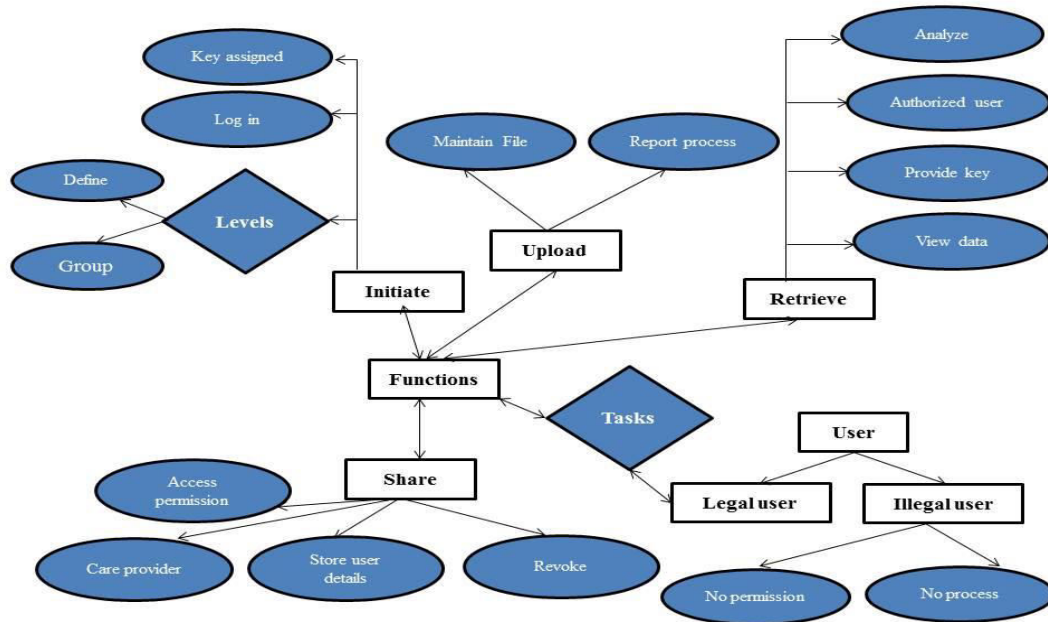 Key assigned
Log in
Define
Levels
Group
Initiate
Maintain File
Report process
Upload
Analyze
Authorized user
Provide key
View data
Retrieve
Functions
Tasks
User
Legal user
Illegal user
Share
Access
permission
Care provider
Store user
details
Revoke
No permission
No process